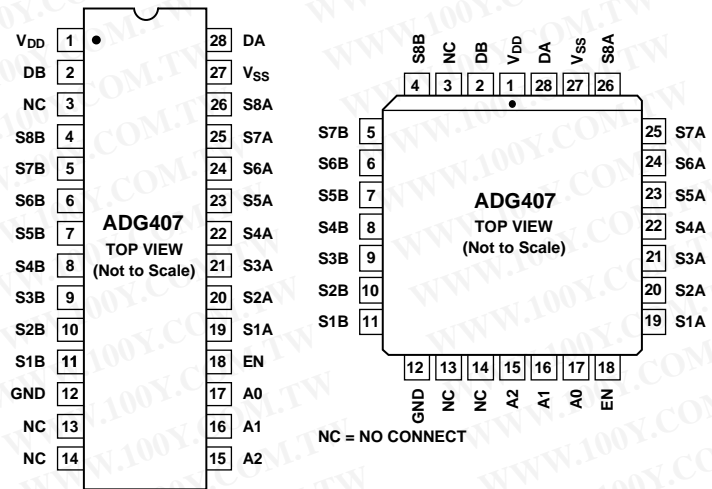 VDD 1 28 DA
DB 2 27 VSS
NC 3 26 S8A
S8B 4 25 S7A
S7B 5 24 S6A
S6B 6 23 S5A
S5B 7 22 S4A
S4B 8 21 S3A
S3B 9 20 S2A
S2B 10 19 S1A
S1B 11 18 EN
GND 12 17 A0
NC 13 16 A1
NC 14 15 A2
ADG407
TOP VIEW
(Not to Scale)
S8B NC DB VDD DA VSS S8A
4 3 2 1 28 27 26
S7B 5 25 S7A
S6B 6 24 S6A
S5B 7 23 S5A
S4B 8 22 S4A
S3B 9 21 S3A
S2B 10 20 S2A
S1B 11 19 S1A
ADG407
TOP VIEW
(Not to Scale)
12 13 14 15 16 17 18
GND NC NC A2 A1 A0 EN
NC = NO CONNECT
WWW.100Y.COM.TW